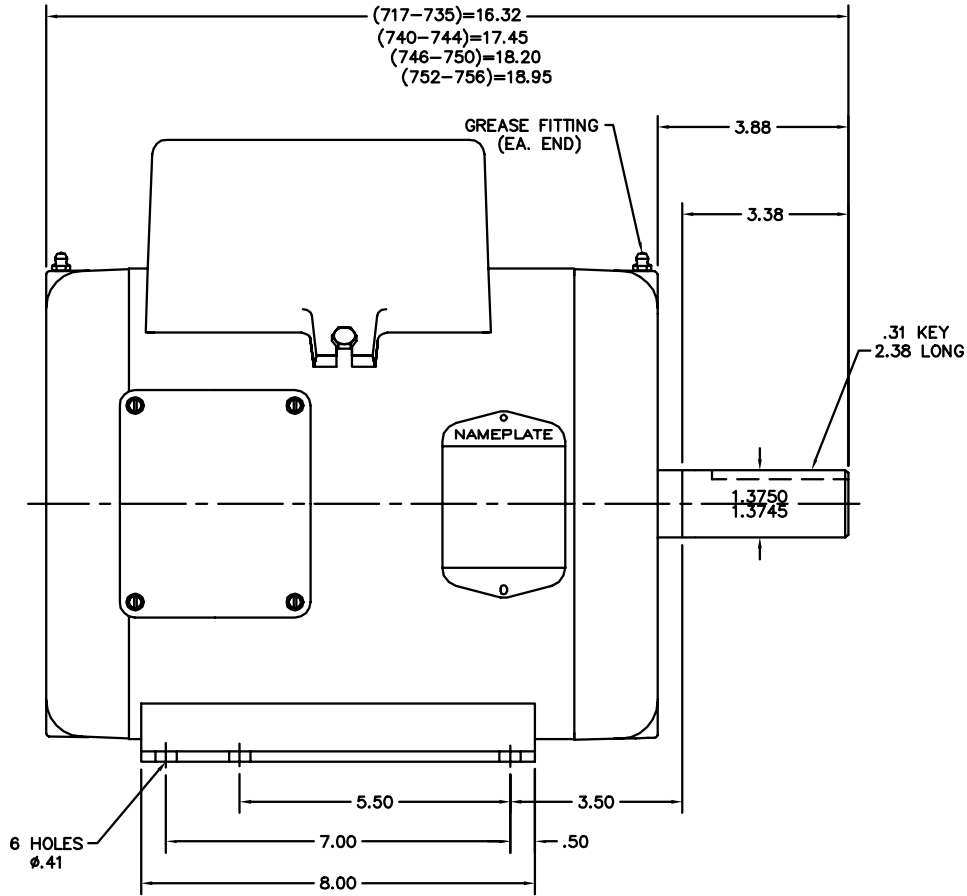 (717-735)=16.32
(740-744)=17.45
(746-750)=18.20
(752-756)=18.95
GREASE FITTING
(EA. END)
3.88
3.38
.31 KEY
2.38 LONG
NAMEPLATE
1.3750
1.3745
5.50
3.50
6 HOLES
ø.41
7.00
.50
8.00